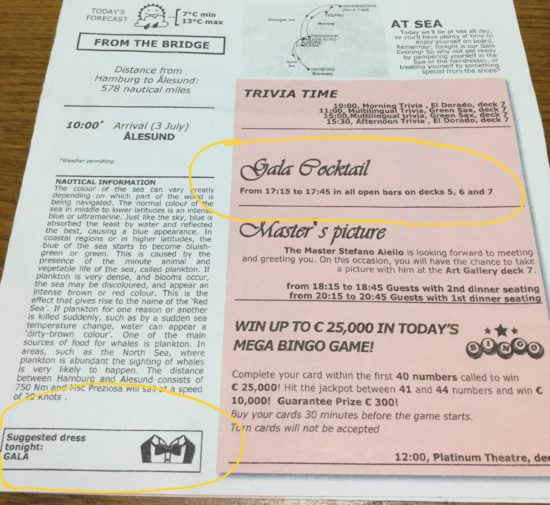 TODAY'S
FORECAST
7°C min
13°C max
HONNINGSVAG
TROMSO
Norway
HAMBURG
Germany
AT SEA
Today we'll be at sea all day,
so you'll have plenty of time to
enjoy yourself on board.
Remember, tonight is our Gala
Evening! So why not get ready
by pampering yourself in the
Spa or the hairdresser, or
treating yourself to something
special from the shops?
FROM THE BRIDGE
Distance from
Hamburg to Ålesund:
578 nautical miles
10:00* Arrival (3 July)
ÅLESUND
*Weather permitting
NAUTICAL INFORMATION
The colour of the sea can vary greatly
depending on which part of the world is
being navigated. The normal colour of the
sea in middle to lower latitudes is an intense
blue or ultramarine. Just like the sky, blue is
absorbed the least by water and reflected
the best, causing a blue appearance. In
coastal regions or in higher latitudes, the
blue of the sea starts to become bluish-
green or green. This is caused by the
presence of the minute animal and
vegetable life of the sea, called plankton. If
plankton is very dense, and blooms occur,
the sea may be discoloured, and appear an
intense brown or red colour. This is the
effect that gives rise to the name of the 'Red
Sea'. If plankton for one reason or another
is killed suddenly, such as by a sudden sea
temperature change, water can appear a
'dirty-brown colour'. One of the main
sources of food for whales is plankton. In
areas, such as the North Sea, where
plankton is abundant the sighting of whales
is very likely to happen. The distance
between Hamburg and Alesund consists of
750 Nm and Msc Preziosa will sail at a speed
of 20 Knots .
Suggested dress
tonight:
GALA
TRIVIA TIME
10:00, Morning Trivia , El Dorado, deck 7
11:00, Multilingual Trivia, Green Sax, deck 7
15:00, Multilingual Trivia, Green Sax, deck 7
15:30, Afternoon Trivia , El Dorado, deck 7
Gala Cocktail
From 17:15 to 17:45 in all open bars on decks 5, 6 and 7
Master's picture
The Master Stefano Aiello is looking forward to meeting
and greeting you. On this occasion, you will have the chance to take
a picture with him at the Art Gallery deck 7.
from 18:15 to 18:45 Guests with 2nd dinner seating
from 20:15 to 20:45 Guests with 1st dinner seating
WIN UP TO € 25,000 IN TODAY'S
MEGA BINGO GAME!
BINGO
Complete your card within the first 40 numbers called to win
€ 25,000! Hit the jackpot between 41 and 44 numbers and win €
10,000! Guarantee Prize € 300!
Buy your cards 30 minutes before the game starts.
Torn cards will not be accepted
12:00, Platinum Theatre, dec